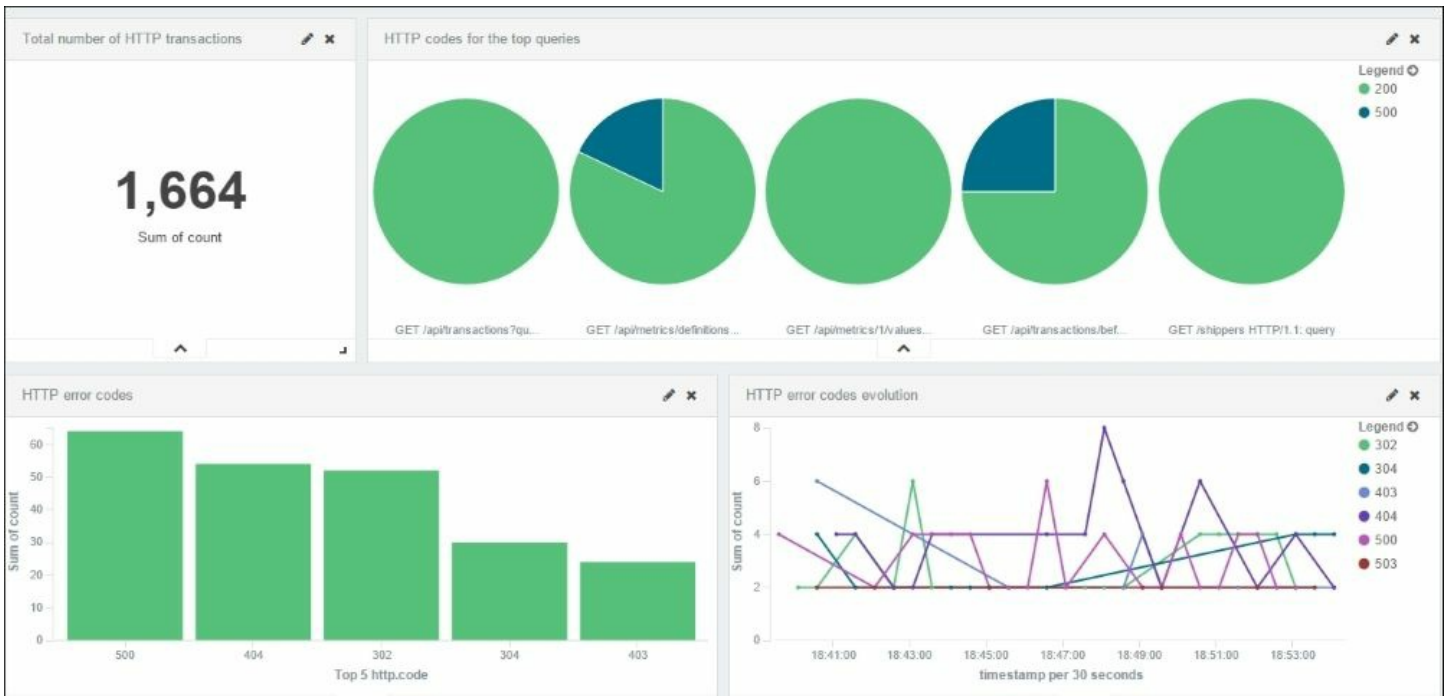 Total number of HTTP transactions
HTTP codes for the top queries
1,664
Sum of count
Legend
200
500
GET /api/transactions?qu...
GET /api/metrics/definitions...
GET /api/metrics/1/values...
GET /api/transactions/bef...
GET /shippers HTTP/1.1: query
HTTP error codes
Sum of count
60
50
40
30
20
10
0
500
404
302
304
403
Top 5 http.code
HTTP error codes evolution
Sum of count
8
6
4
2
0
18:41:00
18:43:00
18:45:00
18:47:00
18:49:00
18:51:00
18:53:00
timestamp per 30 seconds
Legend
302
304
403
404
500
503